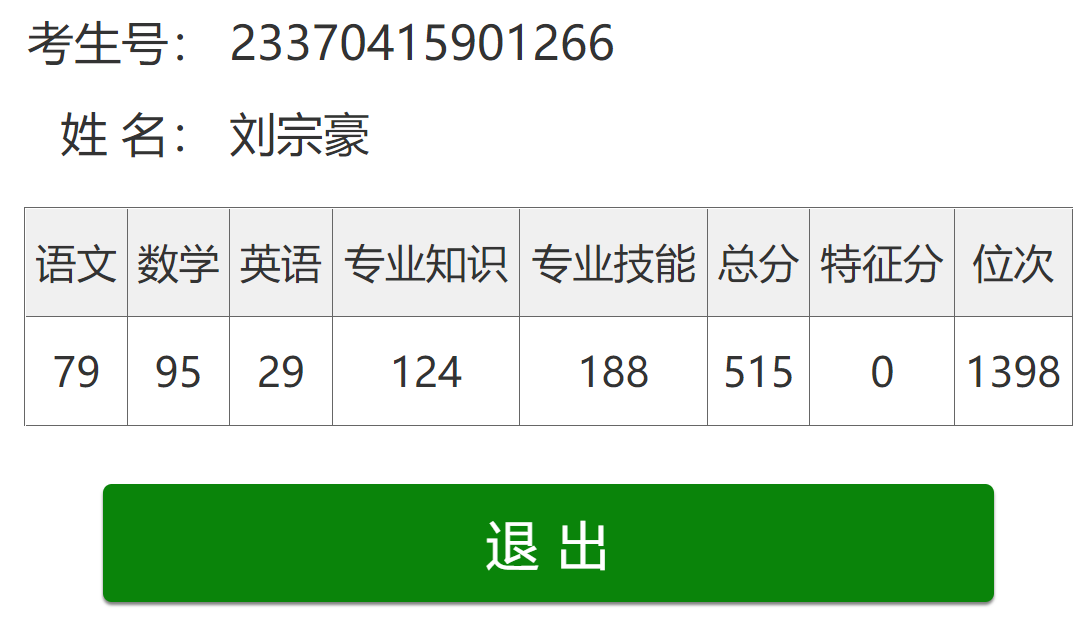 考生号： 23370415901266
姓 名： 刘宗豪
语文 数学 英语 专业知识 专业技能 总分 特征分 位次
79 95 29 124 188 515 0 1398
退 出